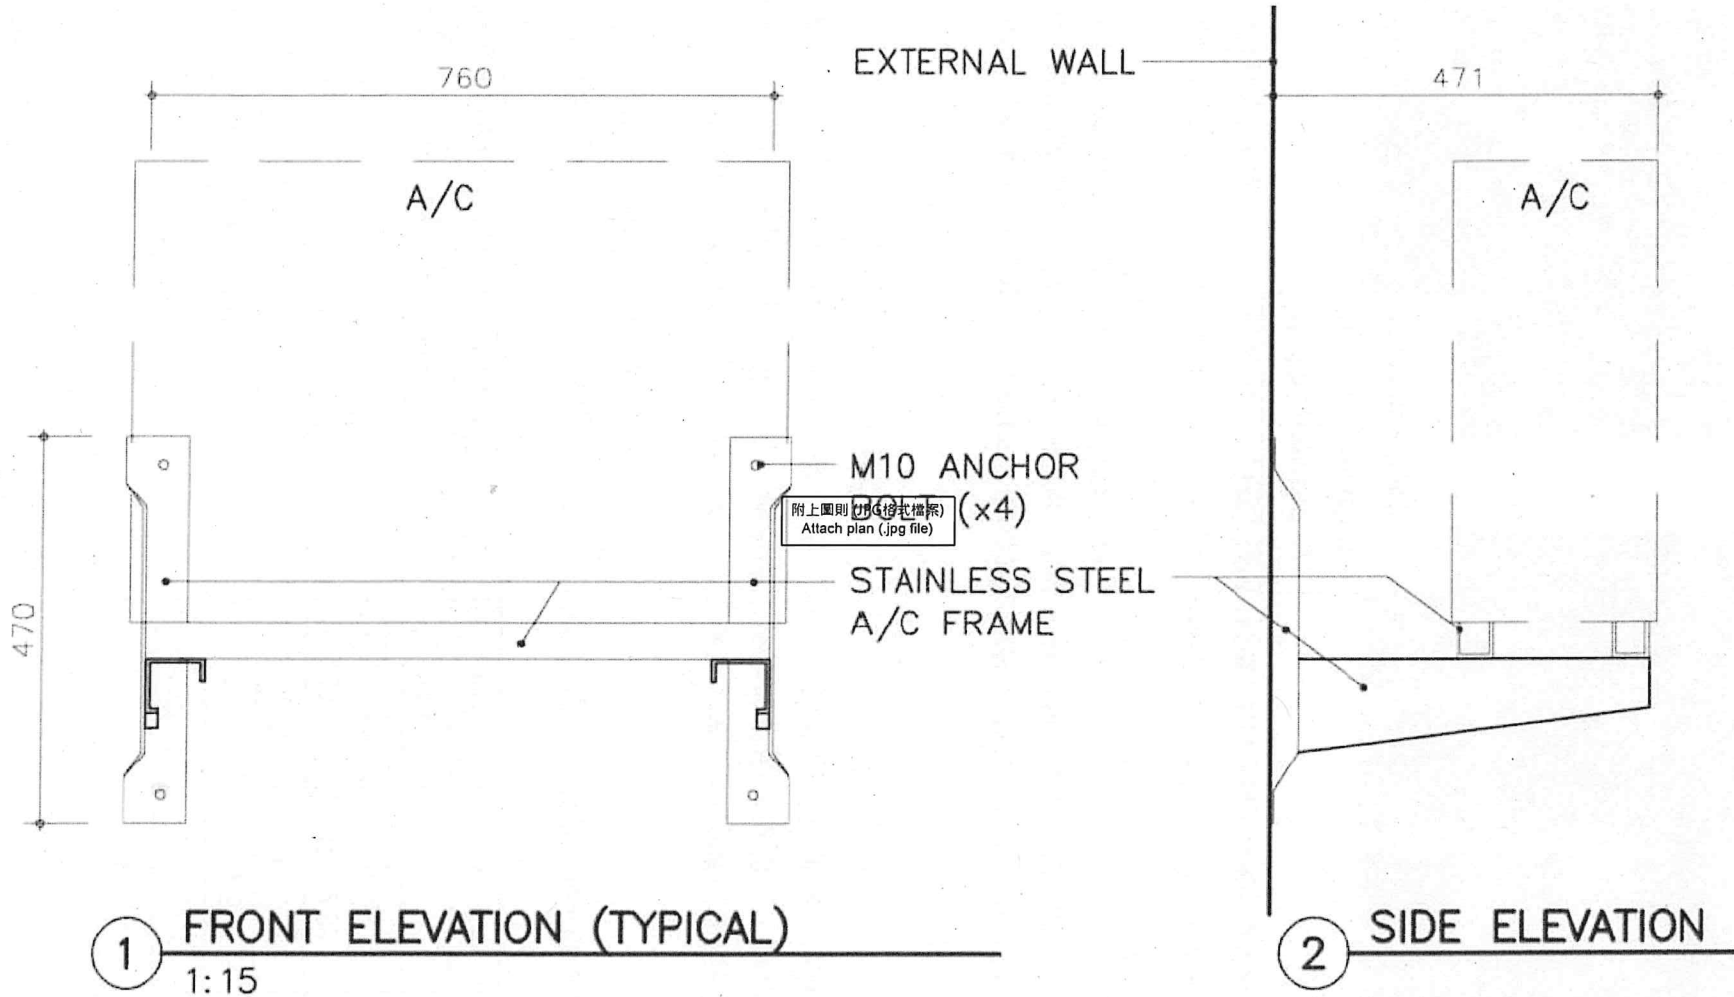 760
EXTERNAL WALL
471
A/C
A/C
M10 ANCHOR
BOLT (x4)
附上圖則 (JPG格式檔案)
Attach plan (.jpg file)
STAINLESS STEEL
A/C FRAME
470
1
FRONT ELEVATION (TYPICAL)
1:15
2
SIDE ELEVATION